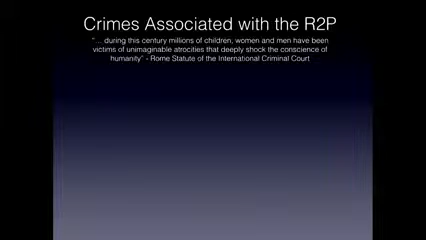 Crimes Associated with the R2P
"... during this century millions of children, women and men have been
victims of unimaginable atrocities that deeply shock the conscience of
humanity" - Rome Statute of the International Criminal Court